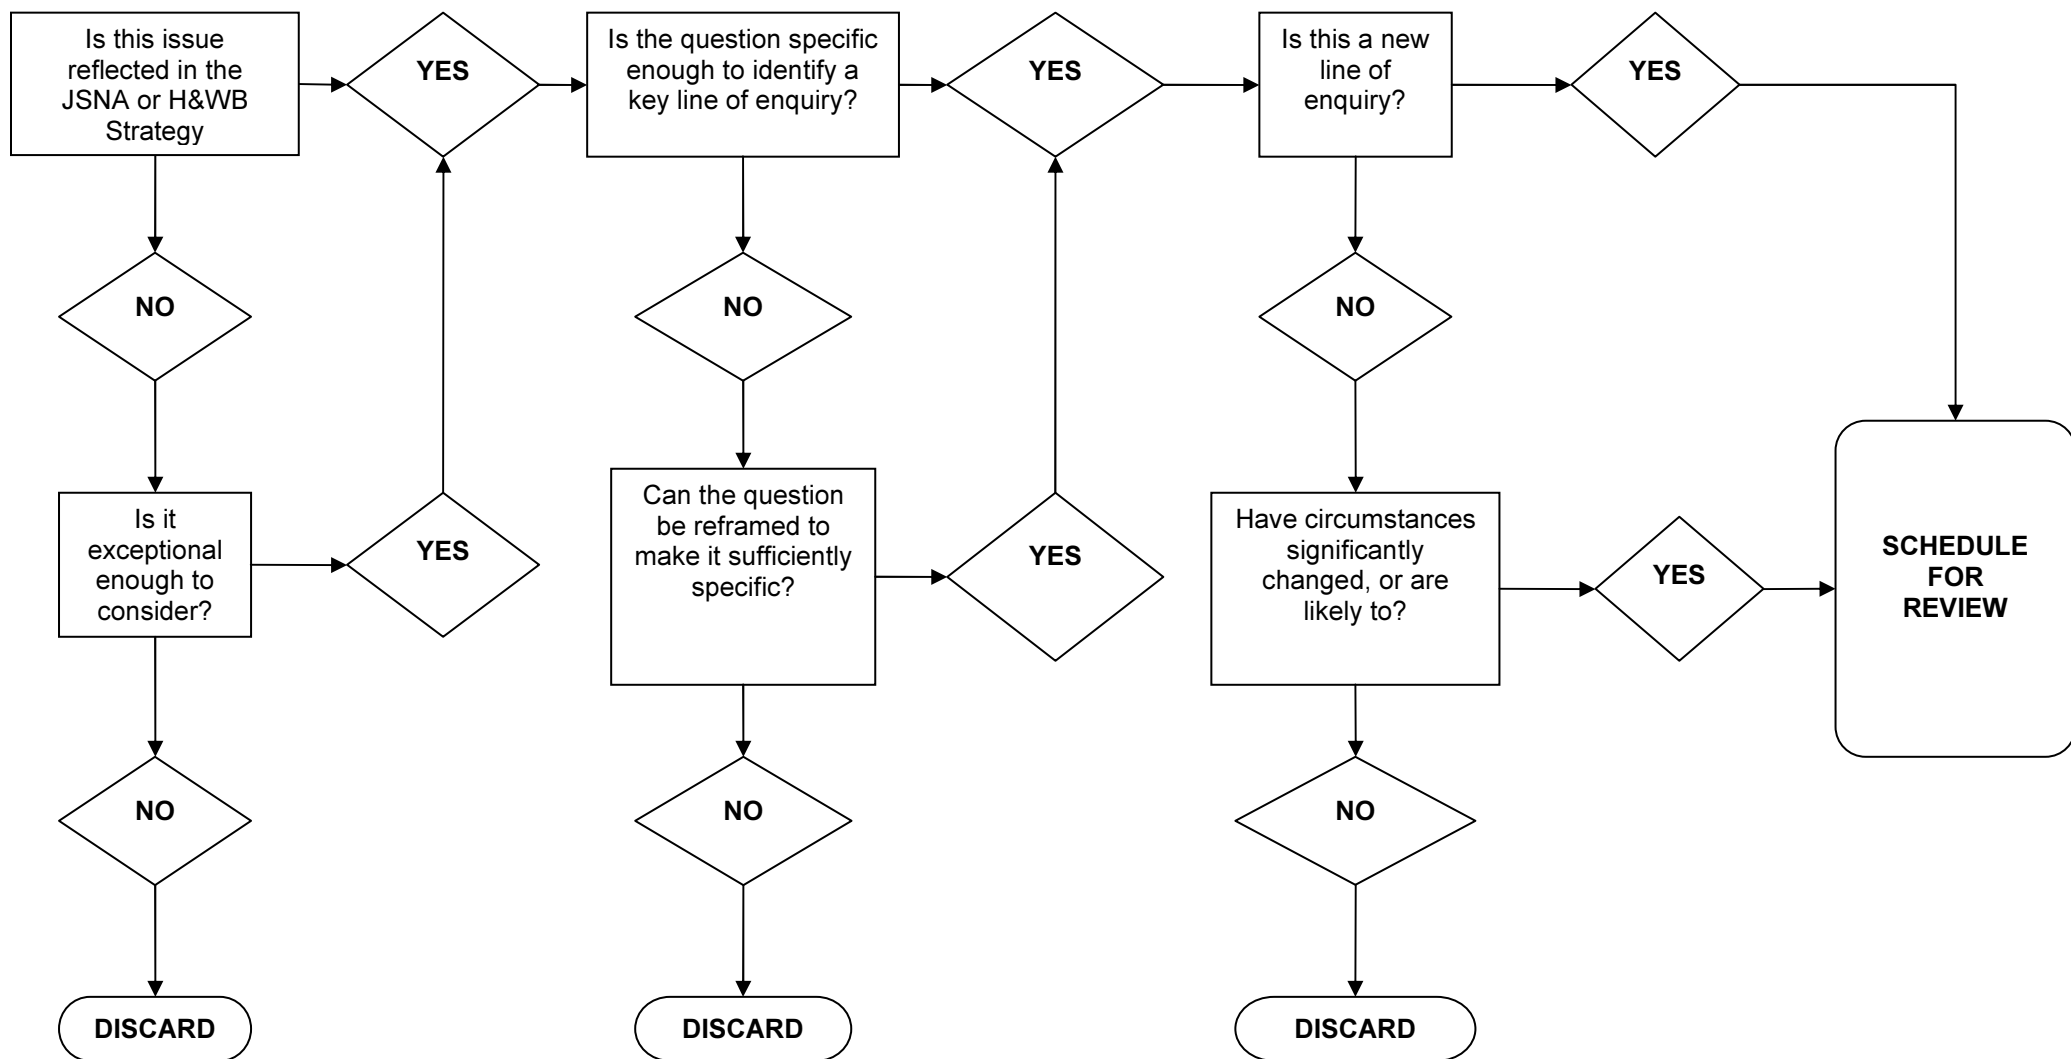 Is this issue
reflected in the
JSNA or H&WB
Strategy
YES
Is the question specific
enough to identify a
key line of enquiry?
YES
Is this a new
line of
enquiry?
YES
NO
NO
NO
Is it
exceptional
enough to
consider?
YES
Can the question
be reframed to
make it sufficiently
specific?
YES
Have circumstances
significantly
changed, or are
likely to?
YES
SCHEDULE
FOR
REVIEW
NO
NO
NO
DISCARD
DISCARD
DISCARD